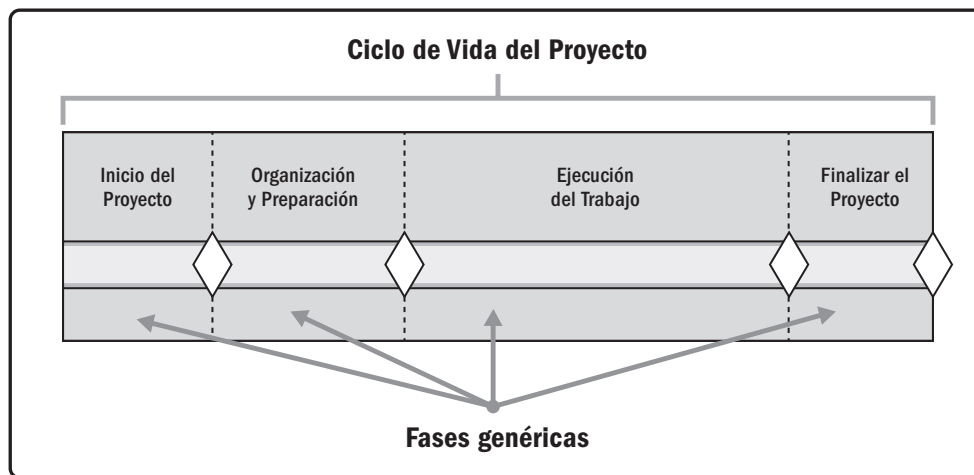 Ciclo de Vida del Proyecto
Inicio del
Proyecto
Organización
y Preparación
Ejecución
del Trabajo
Finalizar el
Proyecto
Fases genéricas